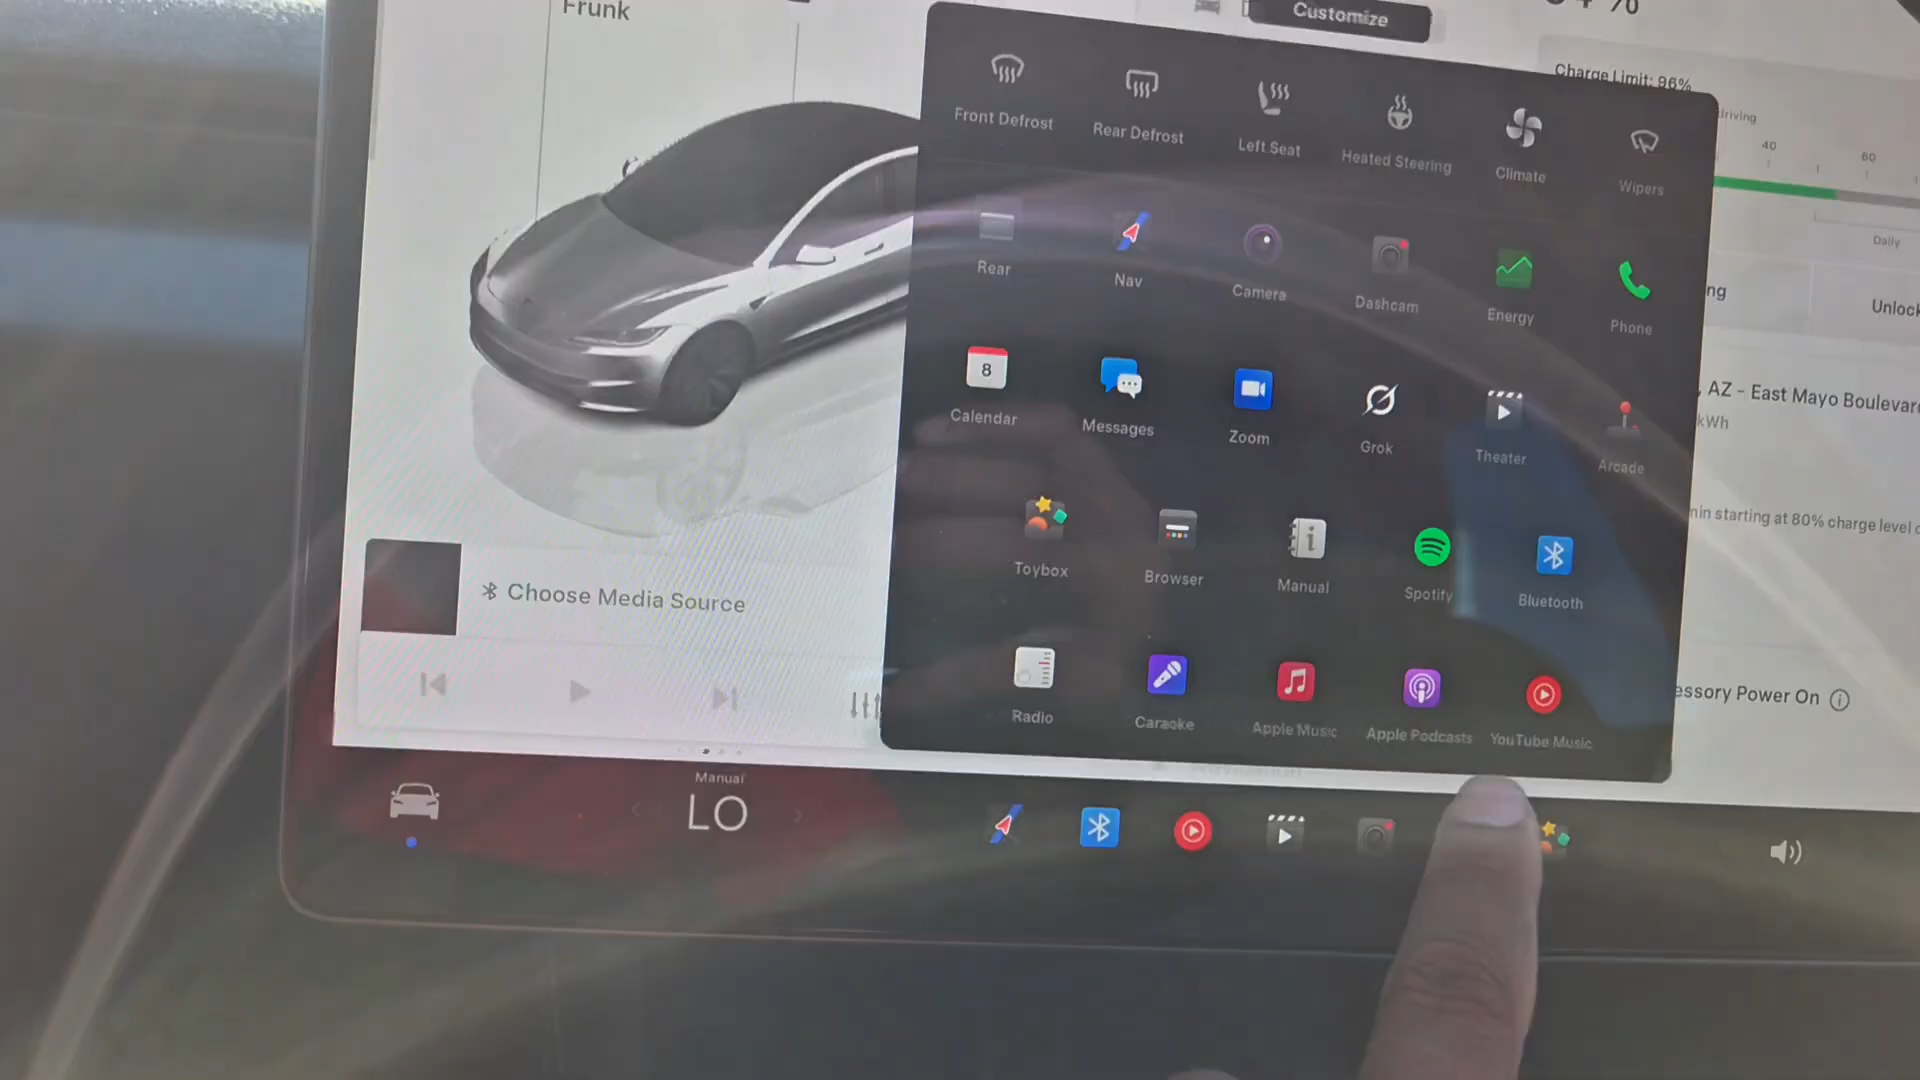 Frunk
Customize
Charge Limit: 96%
driving
40
60
Daily
Front Defrost
Rear Defrost
Left Seat
Heated Steering
Climate
Wipers
Rear
Nav
Camera
Dashcam
Energy
Phone
Unlock
8
Calendar
Messages
Zoom
Grok
Theater
Arcade
, AZ - East Mayo Boulevard
kWh
Toybox
Browser
Manual
Spotify
Bluetooth
min starting at 80% charge level
Choose Media Source
Radio
Caraoke
Apple Music
Apple Podcasts
YouTube Music
essory Power On
Manual
LO